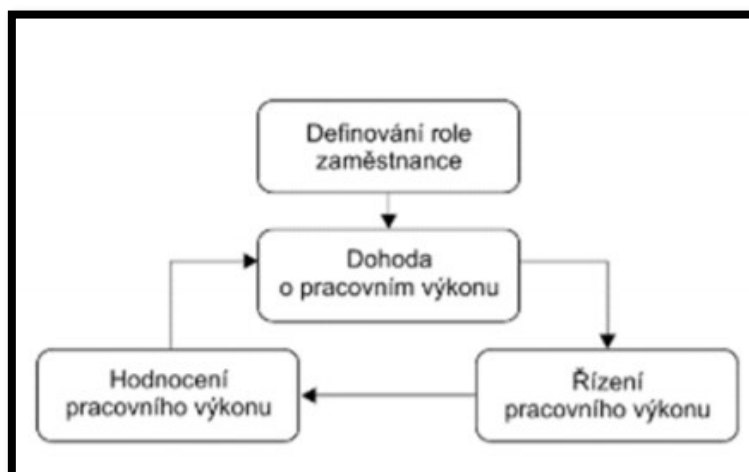 Definování role
zaměstnance
Dohoda
o pracovním výkonu
Hodnocení
pracovního výkonu
Řízení
pracovního výkonu